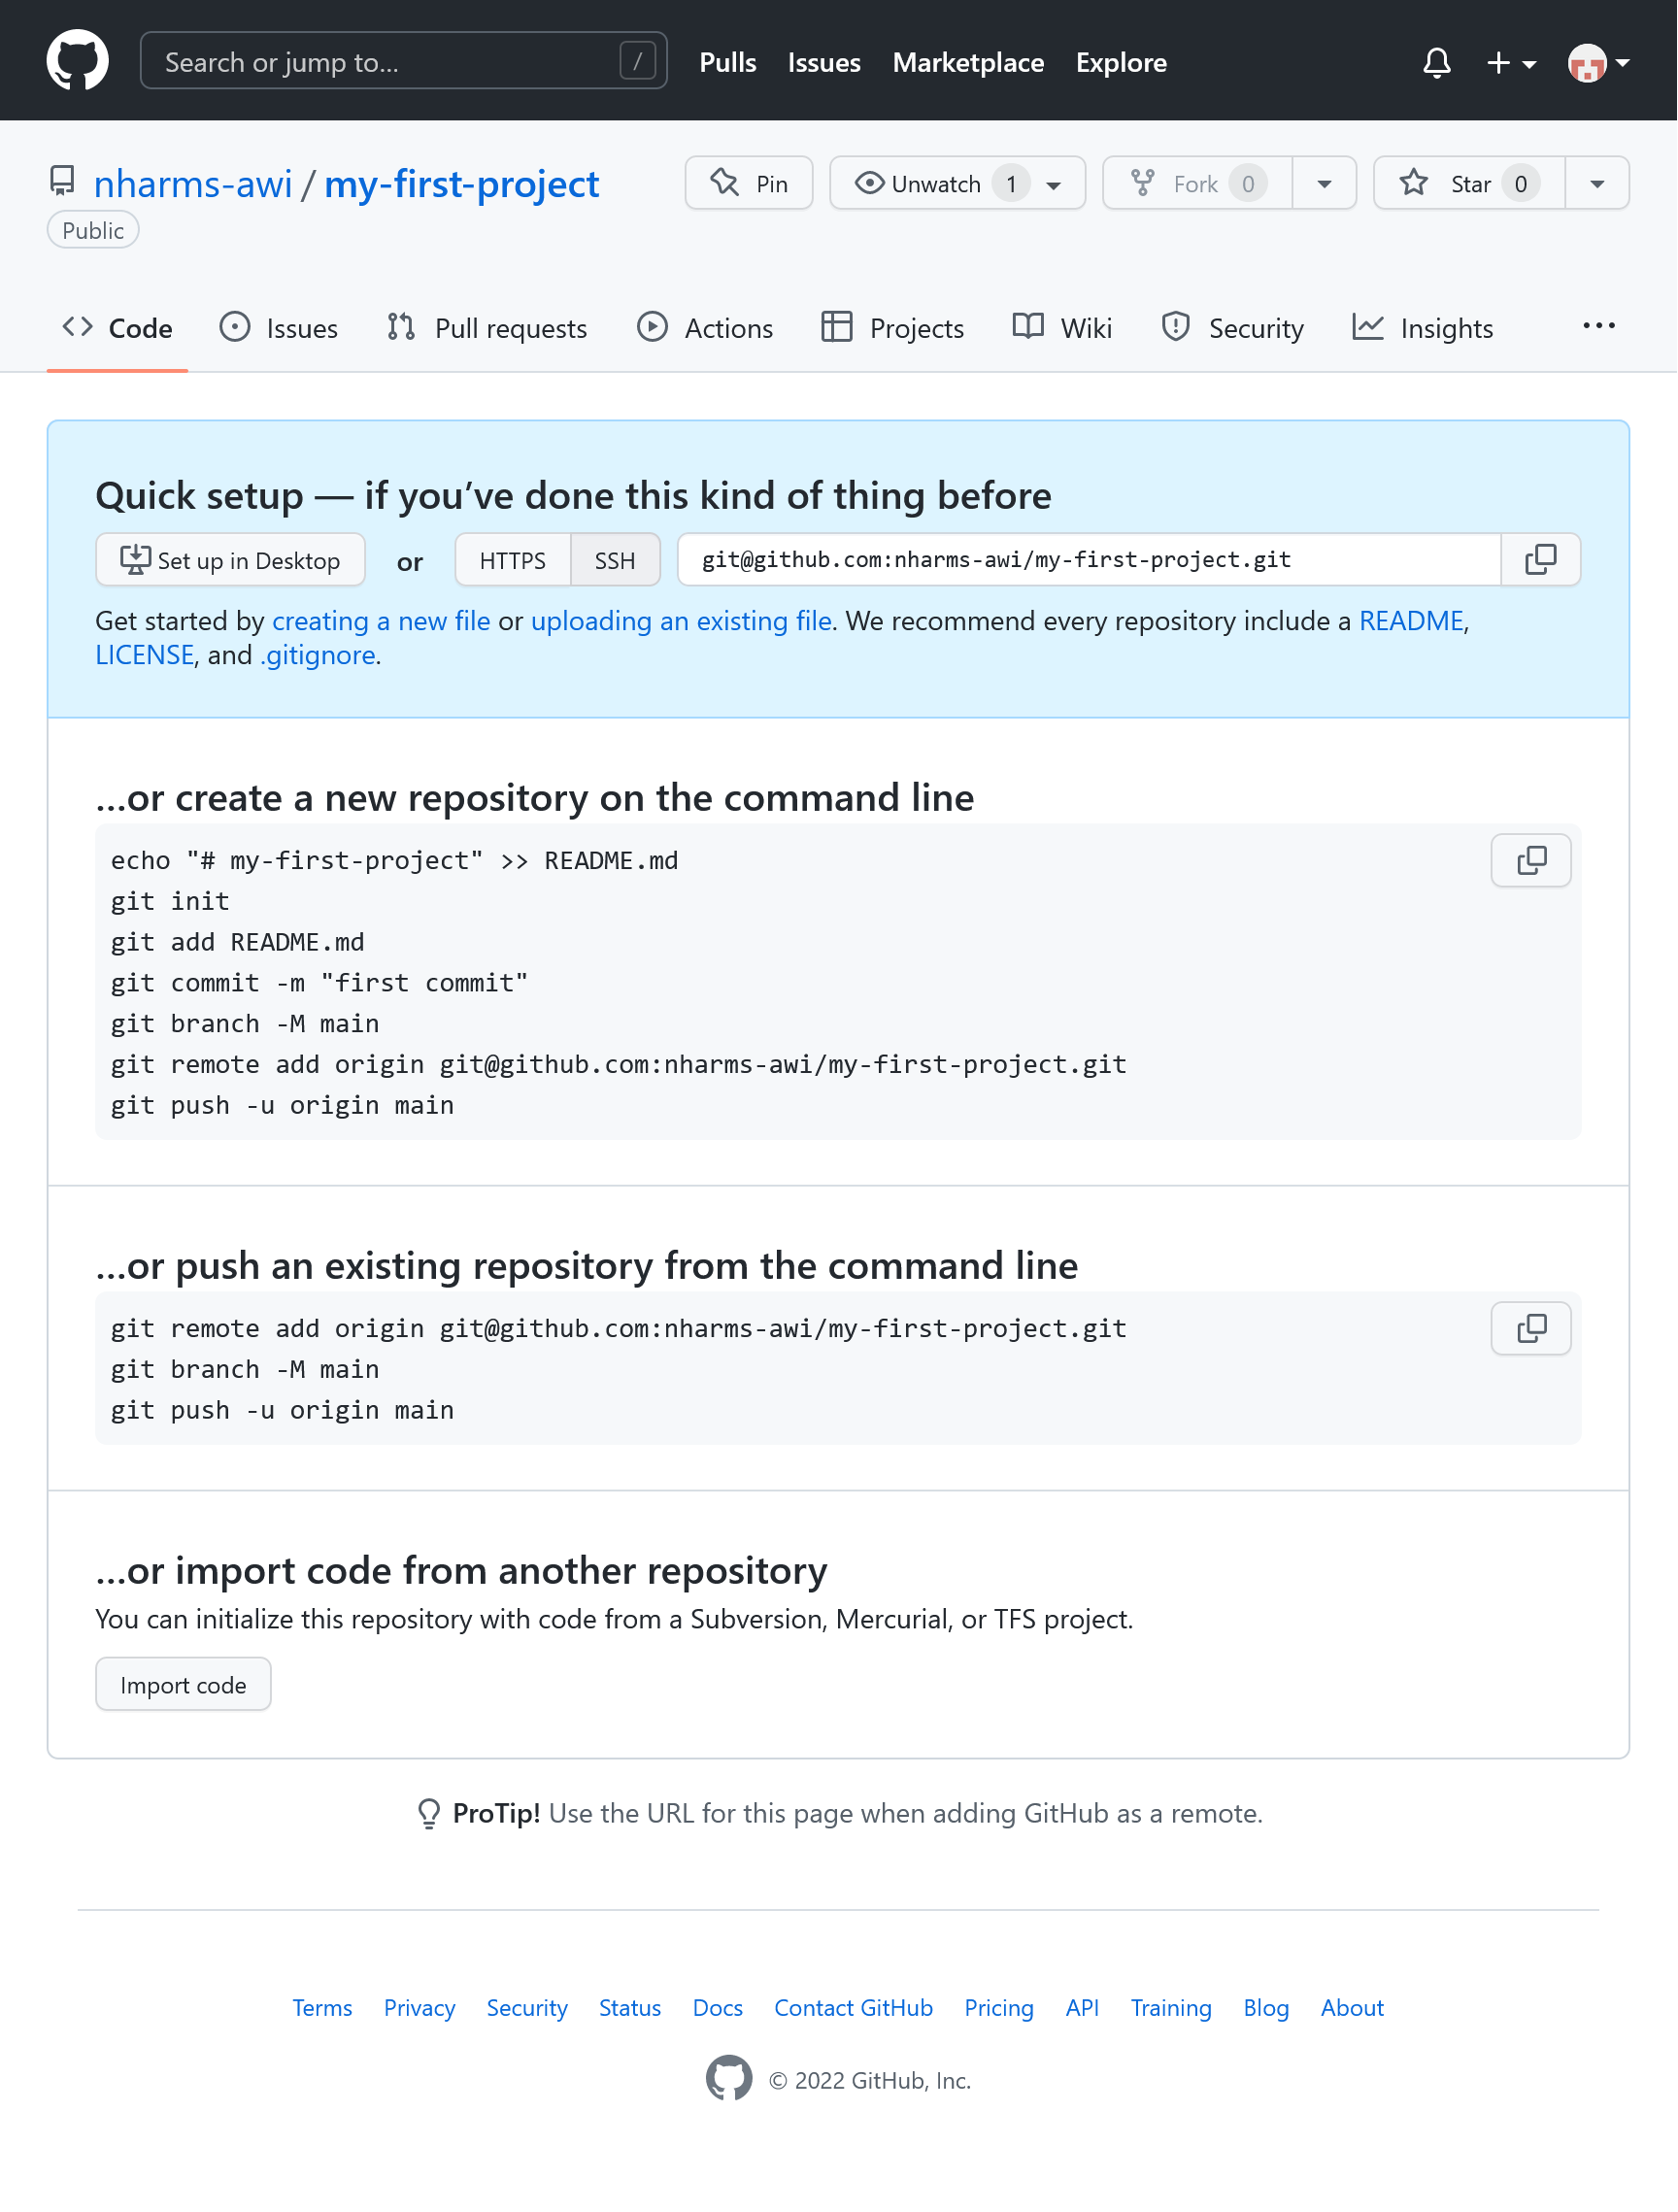 Search or jump to... / Pulls Issues Marketplace Explore
nharms-awi / my-first-project Pin Unwatch 1 Fork 0 Star 0
Public
Code Issues Pull requests Actions Projects Wiki Security Insights ...
Quick setup — if you’ve done this kind of thing before
Set up in Desktop or HTTPS SSH git@github.com:nharms-awi/my-first-project.git
Get started by creating a new file or uploading an existing file. We recommend every repository include a README,
LICENSE, and .gitignore.
…or create a new repository on the command line
echo "# my-first-project" >> README.md
git init
git add README.md
git commit -m "first commit"
git branch -M main
git remote add origin git@github.com:nharms-awi/my-first-project.git
git push -u origin main
…or push an existing repository from the command line
git remote add origin git@github.com:nharms-awi/my-first-project.git
git branch -M main
git push -u origin main
…or import code from another repository
You can initialize this repository with code from a Subversion, Mercurial, or TFS project.
Import code
ProTip! Use the URL for this page when adding GitHub as a remote.
Terms Privacy Security Status Docs Contact GitHub Pricing API Training Blog About
© 2022 GitHub, Inc.